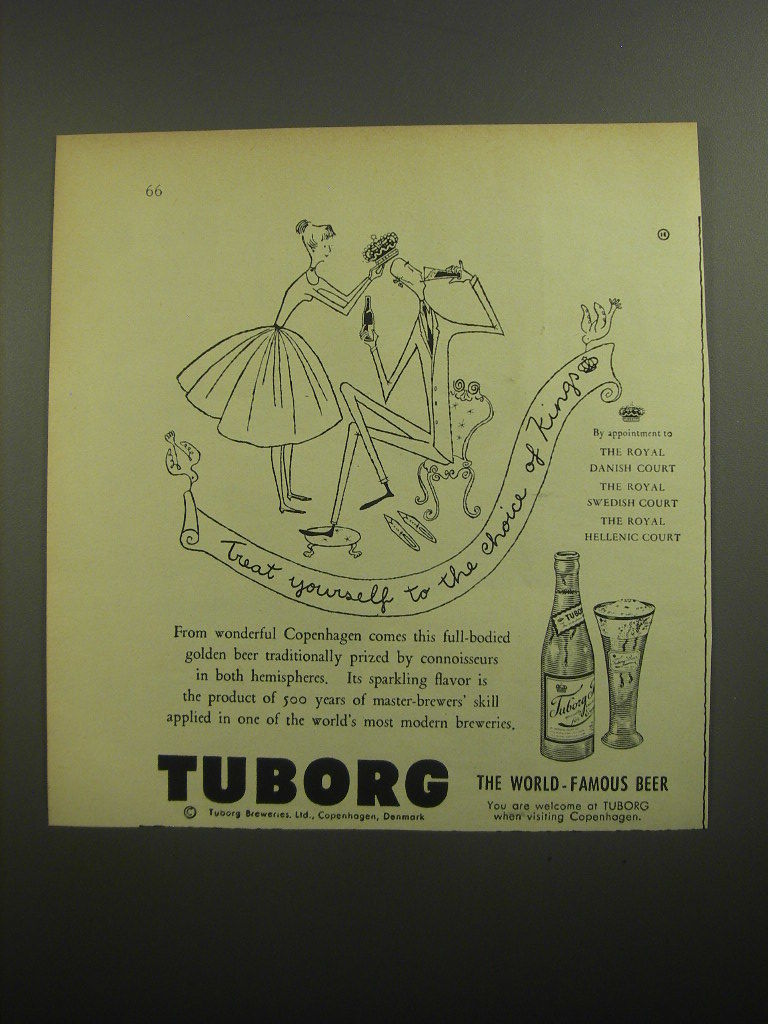 66
Treat yourself to the choice of Kings
By appointment to
THE ROYAL
DANISH COURT
THE ROYAL
SWEDISH COURT
THE ROYAL
HELLENIC COURT
From wonderful Copenhagen comes this full-bodied
golden beer traditionally prized by connoisseurs
in both hemispheres. Its sparkling flavor is
the product of 500 years of master-brewers' skill
applied in one of the world's most modern breweries.
TUBO
Tuborg
TUBORG
THE WORLD-FAMOUS BEER
© Tuborg Breweries, Ltd., Copenhagen, Denmark
You are welcome at TUBORG
when visiting Copenhagen.